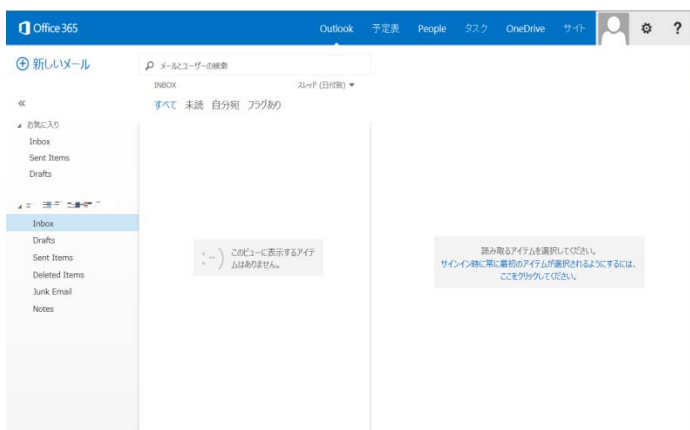 Office 365
Outlook 予定表 People タスク OneDrive サイト ?
新しいメール
メールとユーザーの検索
INBOX スレッド (日付別)
すべて 未読 自分宛 フラグあり
«
お気に入り
Inbox
Sent Items
Drafts
Inbox
Drafts
Sent Items
Deleted Items
Junk Email
Notes
:-) このビューに表示するアイテ
ムはありません。
読み取るアイテムを選択してください。
サインイン時に常に最初のアイテムが選択されるようにするには、
ここをクリックしてください。